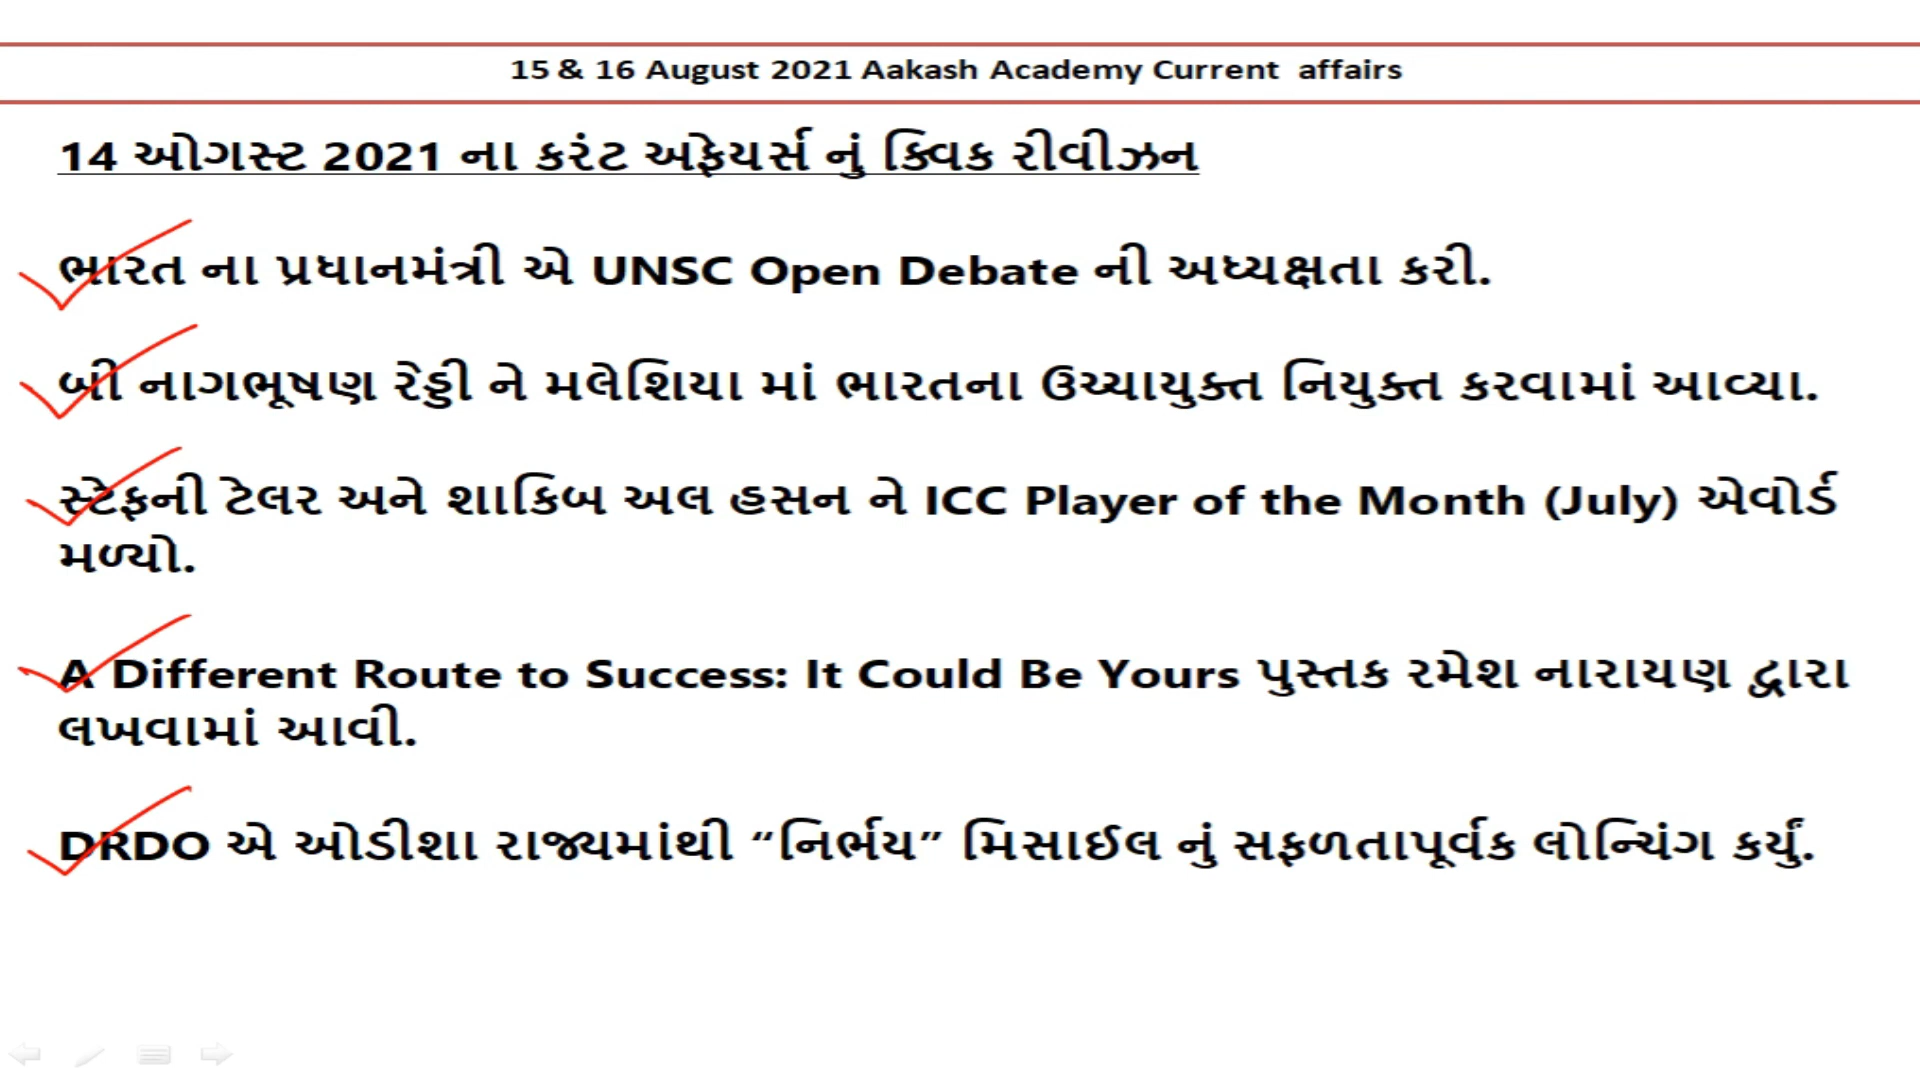 15 & 16 August 2021 Aakash Academy Current affairs
14 ઓગસ્ટ 2021 ના કરંટ અફેયર્સ નું ક્વિક રીવીઝન
ભારત ના પ્રધાનમંત્રી એ UNSC Open Debate ની અધ્યક્ષતા કરી.
બી નાગભૂષણ રેડ્ડી ને મલેશિયા માં ભારતના ઉચ્ચાયુક્ત નિયુક્ત કરવામાં આવ્યા.
સ્ટેફની ટેલર અને શાકિબ અલ હસન ને ICC Player of the Month (July) એવોર્ડ
મળ્યો.
A Different Route to Success: It Could Be Yours પુસ્તક રમેશ નારાયણ દ્વારા
લખવામાં આવી.
DRDO એ ઓડીશા રાજ્યમાંથી “નિર્ભય” મિસાઈલ નું સફળતાપૂર્વક લોન્ચિંગ કર્યું.